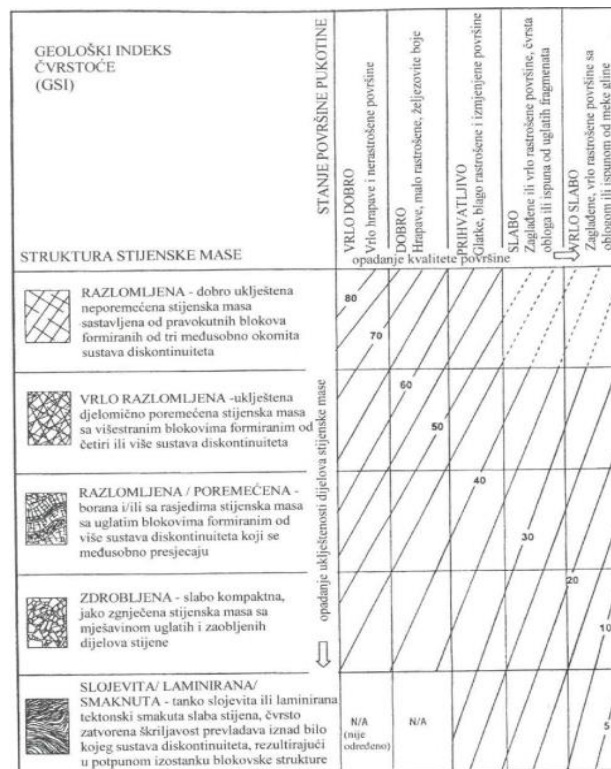 GEOLOŠKI INDEKS
ČVRSTOĆE
(GSI)
STRUKTURA STIJENSKE MASE
STANJE POVRŠINE PUKOTINE
VRLO DOBRO
Vrlo hrapave i nerastrošene površine
DOBRO
Hrapave, malo rastrošene, željezovite boje
PRIHVATLJIVO
Glatke, blago rastrošene i izmjenjene površine
SLABO
Zaglađene ili vrlo rastrošene površine, čvrsta
obloga ili ispuna od uglatih fragmenata
VRLO SLABO
Zaglađene, vrlo rastrošene površine sa
oblogom ili ispunom od meke gline
opadanje kvalitete površine
RAZLOMLJENA - dobro uklještena
neporemećena stijenska masa
sastavljena od pravokutnih blokova
formiranih od tri međusobno okomita
sustava diskontinuiteta
VRLO RAZLOMLJENA -uklještena
djelomično poremećena stijenska masa
sa višestranim blokovima formiranim od
četiri ili više sustava diskontinuiteta
RAZLOMLJENA / POREMEĆENA -
borana i/ili sa rasjedima stijenska masa
sa uglatim blokovima formiranim od
više sustava diskontinuiteta koji se
međusobno presjecaju
ZDROBLJENA - slabo kompaktna,
jako zgnječena stijenska masa sa
mješavinom uglatih i zaobljenih
dijelova stijene
SLOJEVITA/ LAMINIRANA/
SMAKNUTA - tanko slojevita ili laminirana
tektonski smakuta slaba stijena, čvrsto
zatvorena škriljavost prevladava iznad bilo
kojeg sustava diskontinuiteta, rezultirajući
u potpunom izostanku blokovske strukture
opadanje uklještenosti dijelova stijenske mase
80
70
60
50
40
30
20
10
5
N/A
(nije
određeno)
N/A